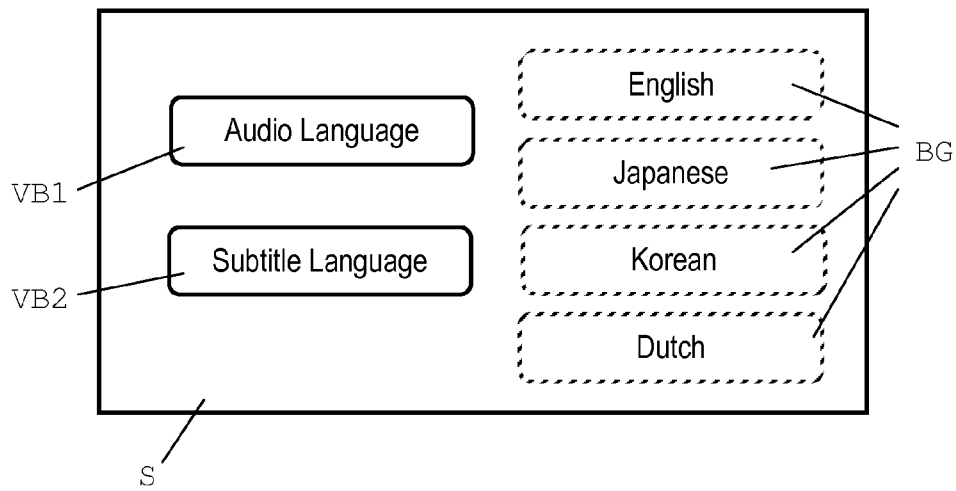 English
Audio Language
BG
Japanese
VB1
Korean
Subtitle Language
VB2
Dutch
S